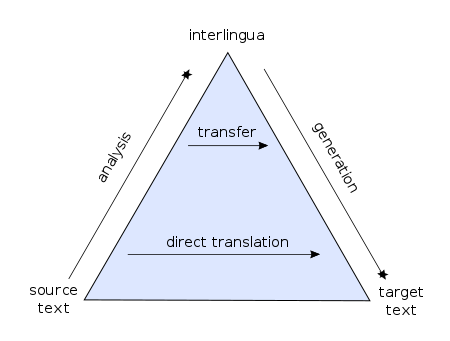 interlingua
transfer
analysis
generation
direct translation
source
text
target
text